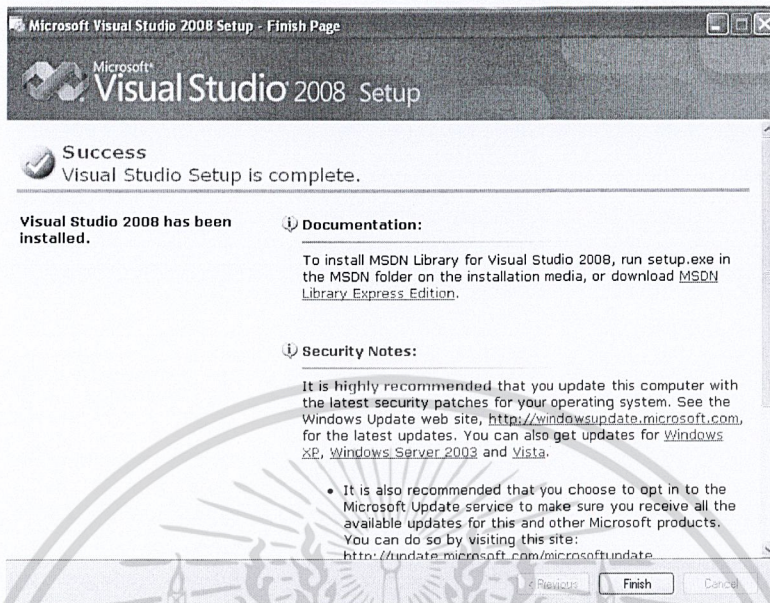 Microsoft Visual Studio 2008 Setup - Finish Page
Microsoft®
Visual Studio® 2008 Setup
Success
Visual Studio Setup is complete.
Visual Studio 2008 has been
installed.
Documentation:
To install MSDN Library for Visual Studio 2008, run setup.exe in
the MSDN folder on the installation media, or download MSDN
Library Express Edition.
Security Notes:
It is highly recommended that you update this computer with
the latest security patches for your operating system. See the
Windows Update web site, http://windowsupdate.microsoft.com,
for the latest updates. You can also get updates for Windows
XP, Windows Server 2003 and Vista.
• It is also recommended that you choose to opt in to the
Microsoft Update service to make sure you receive all the
available updates for this and other Microsoft products.
You can do so by visiting this site:
http://update.microsoft.com/microsoftupdate
< Previous
Finish
Cancel